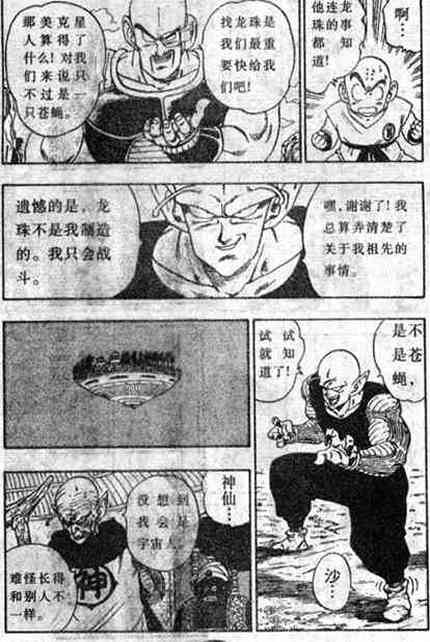 啊…
他连龙
珠的事
都知
道!
找龙珠是
我们最重
要快给我
们吧!
那美克星
人算得了
什么!对我
们来说只
不过是一
只苍蝇。
嘿,谢谢了!我
总算弄清楚了
关于我祖先的
事情。
遗憾的是,龙
珠不是我制造
的。我只会战
斗。
是不
是苍
蝇,
试试
就知
道了!
沙…
神仙…
没想到
我会是
宇宙人。
神
难怪长得
和别人不
一样。